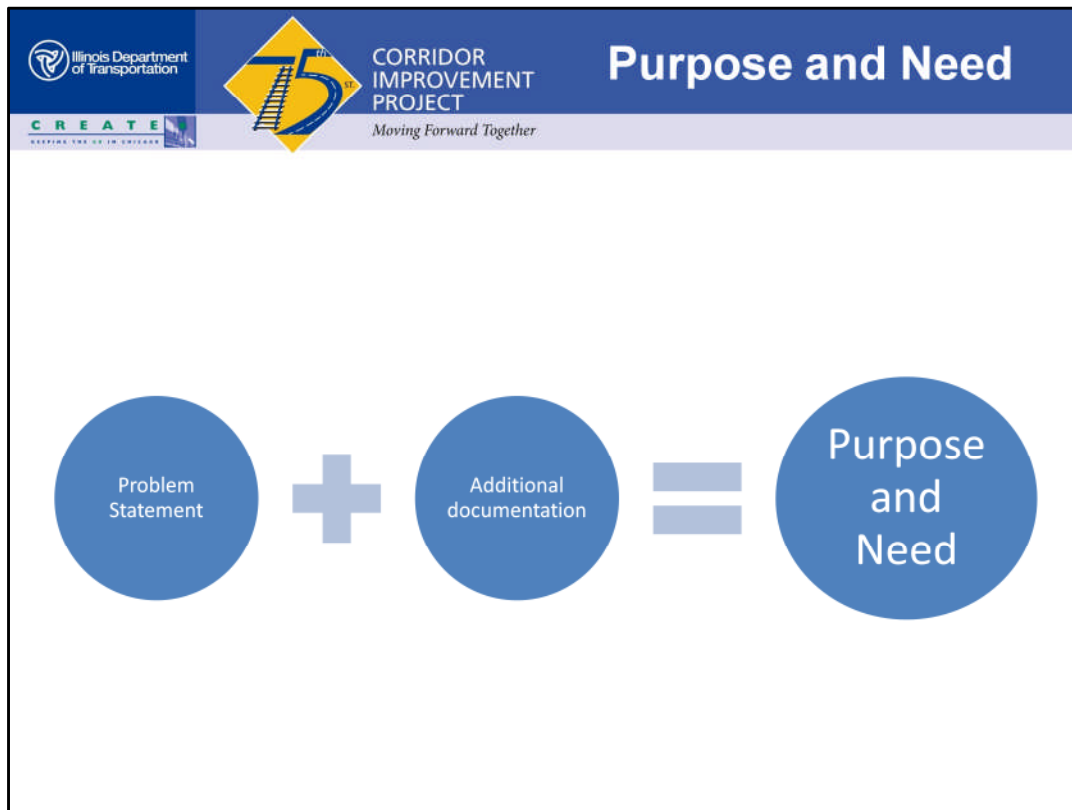 Illinois Department
of Transportation
CREATE
75th
ST.
CORRIDOR
IMPROVEMENT
PROJECT
Moving Forward Together
Purpose and Need
Problem
Statement
Additional
documentation
Purpose
and
Need